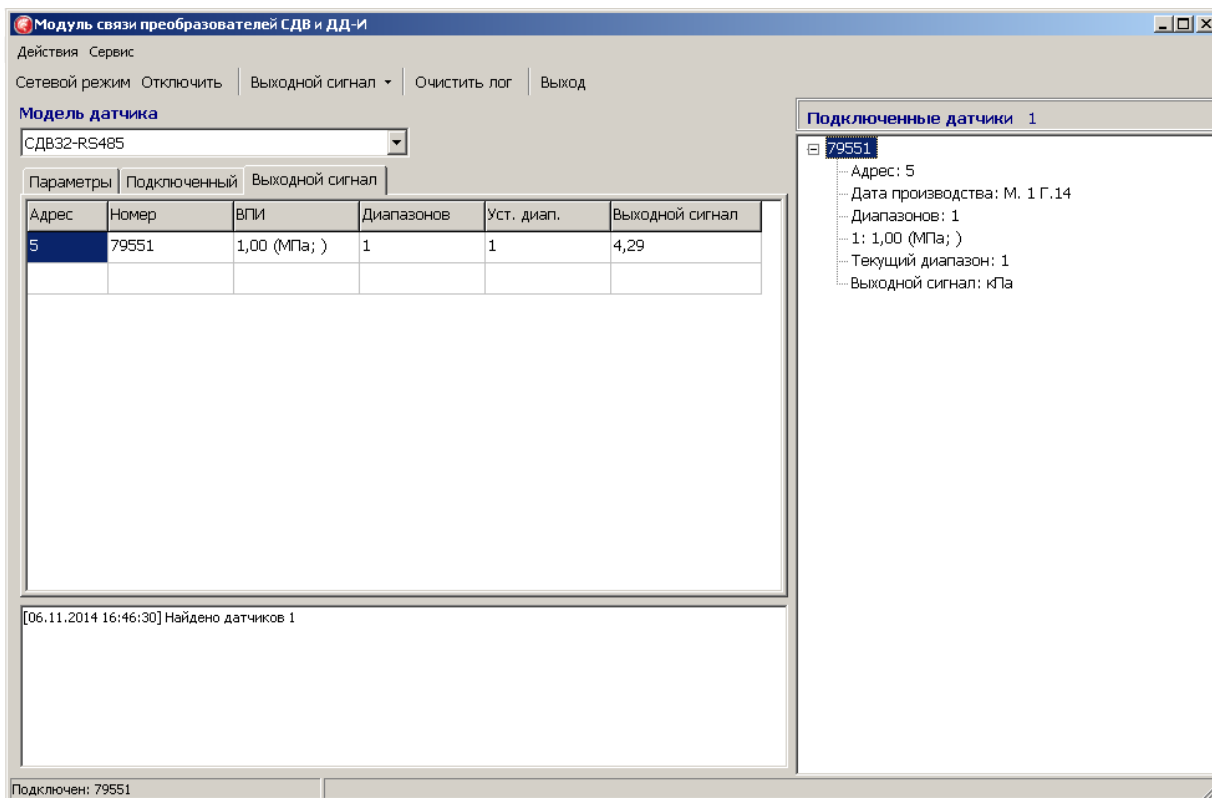 Модуль связи преобразователей СДВ и ДД-И
Действия Сервис
Сетевой режим Отключить Выходной сигнал Очистить лог Выход
Модель датчика
СДВ32-RS485
Параметры Подключенный Выходной сигнал
Адрес Номер ВПИ Диапазонов Уст. диап. Выходной сигнал
5 79551 1,00 (МПа; ) 1 1 4,29
[06.11.2014 16:46:30] Найдено датчиков 1
Подключенные датчики 1
79551
Адрес: 5
Дата производства: М. 1 Г.14
Диапазонов: 1
1: 1,00 (МПа; )
Текущий диапазон: 1
Выходной сигнал: кПа
Подключен: 79551